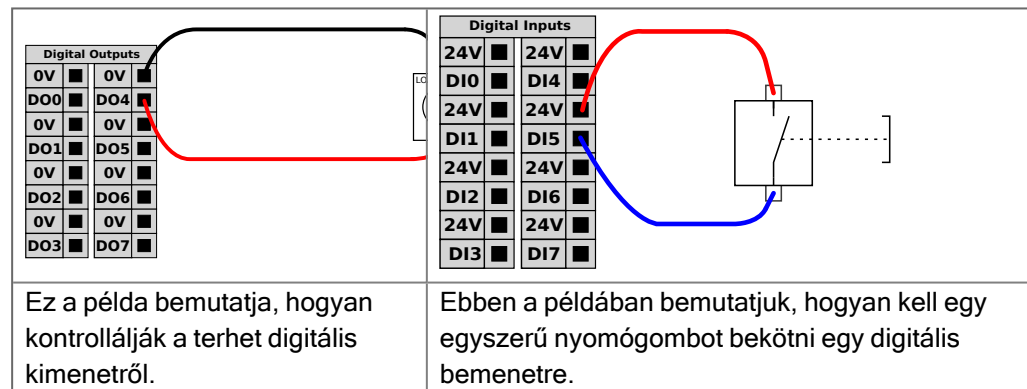 Digital Outputs
0V 0V
DO0 DO4
0V 0V
DO1 DO5
0V 0V
DO2 DO6
0V 0V
DO3 DO7
LO
Digital Inputs
24V 24V
DI0 DI4
24V 24V
DI1 DI5
24V 24V
DI2 DI6
24V 24V
DI3 DI7
Ez a példa bemutatja, hogyan
kontrollálják a terhet digitális
kimenetről.
Ebben a példában bemutatjuk, hogyan kell egy
egyszerű nyomógombot bekötni egy digitális
bemenetre.